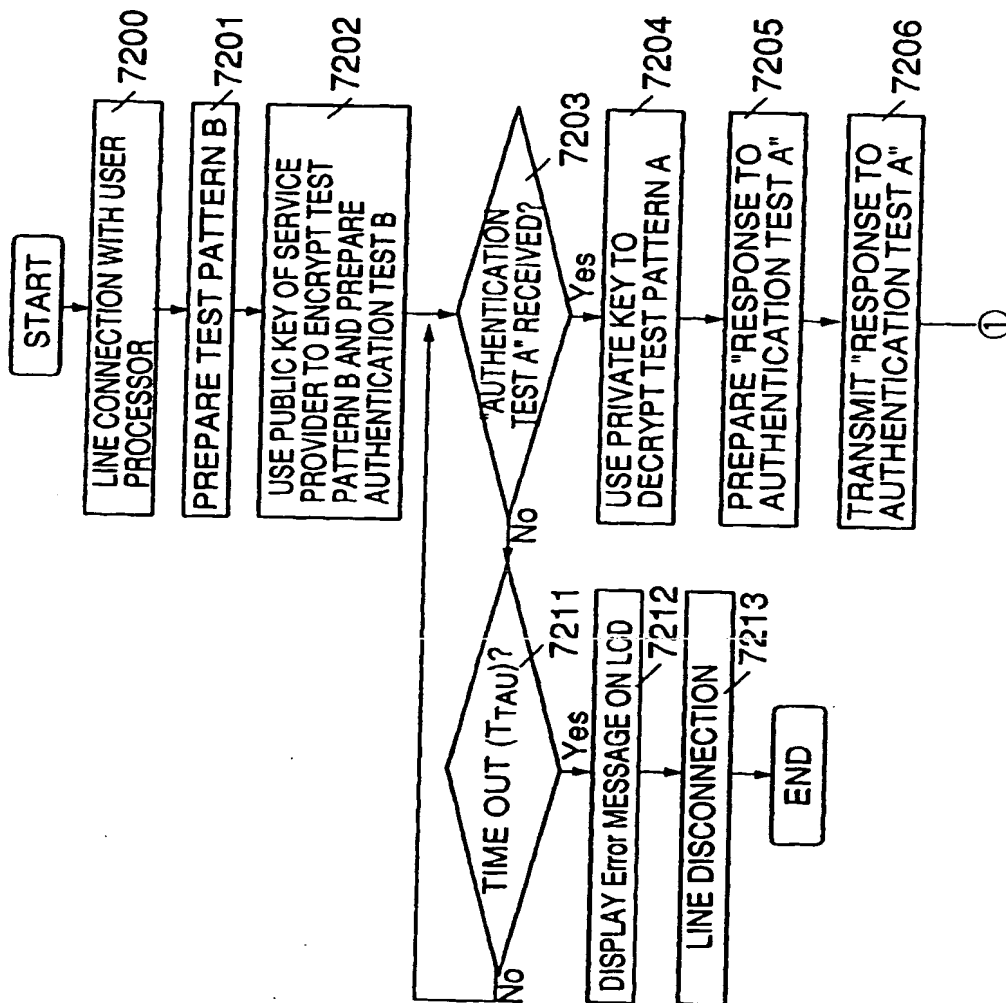 START
LINE CONNECTION WITH USER
PROCESSOR
7200
PREPARE TEST PATTERN B
7201
USE PUBLIC KEY OF SERVICE
PROVIDER TO ENCRYPT TEST
PATTERN B AND PREPARE
AUTHENTICATION TEST B
7202
"AUTHENTICATION
TEST A" RECEIVED?
7203
No
Yes
USE PRIVATE KEY TO
DECRYPT TEST PATTERN A
7204
PREPARE "RESPONSE TO
AUTHENTICATION TEST A"
7205
TRANSMIT "RESPONSE TO
AUTHENTICATION TEST A"
7206
①
TIME OUT (TTAU)?
7211
No
Yes
DISPLAY Error MESSAGE ON LCD
7212
LINE DISCONNECTION
7213
END